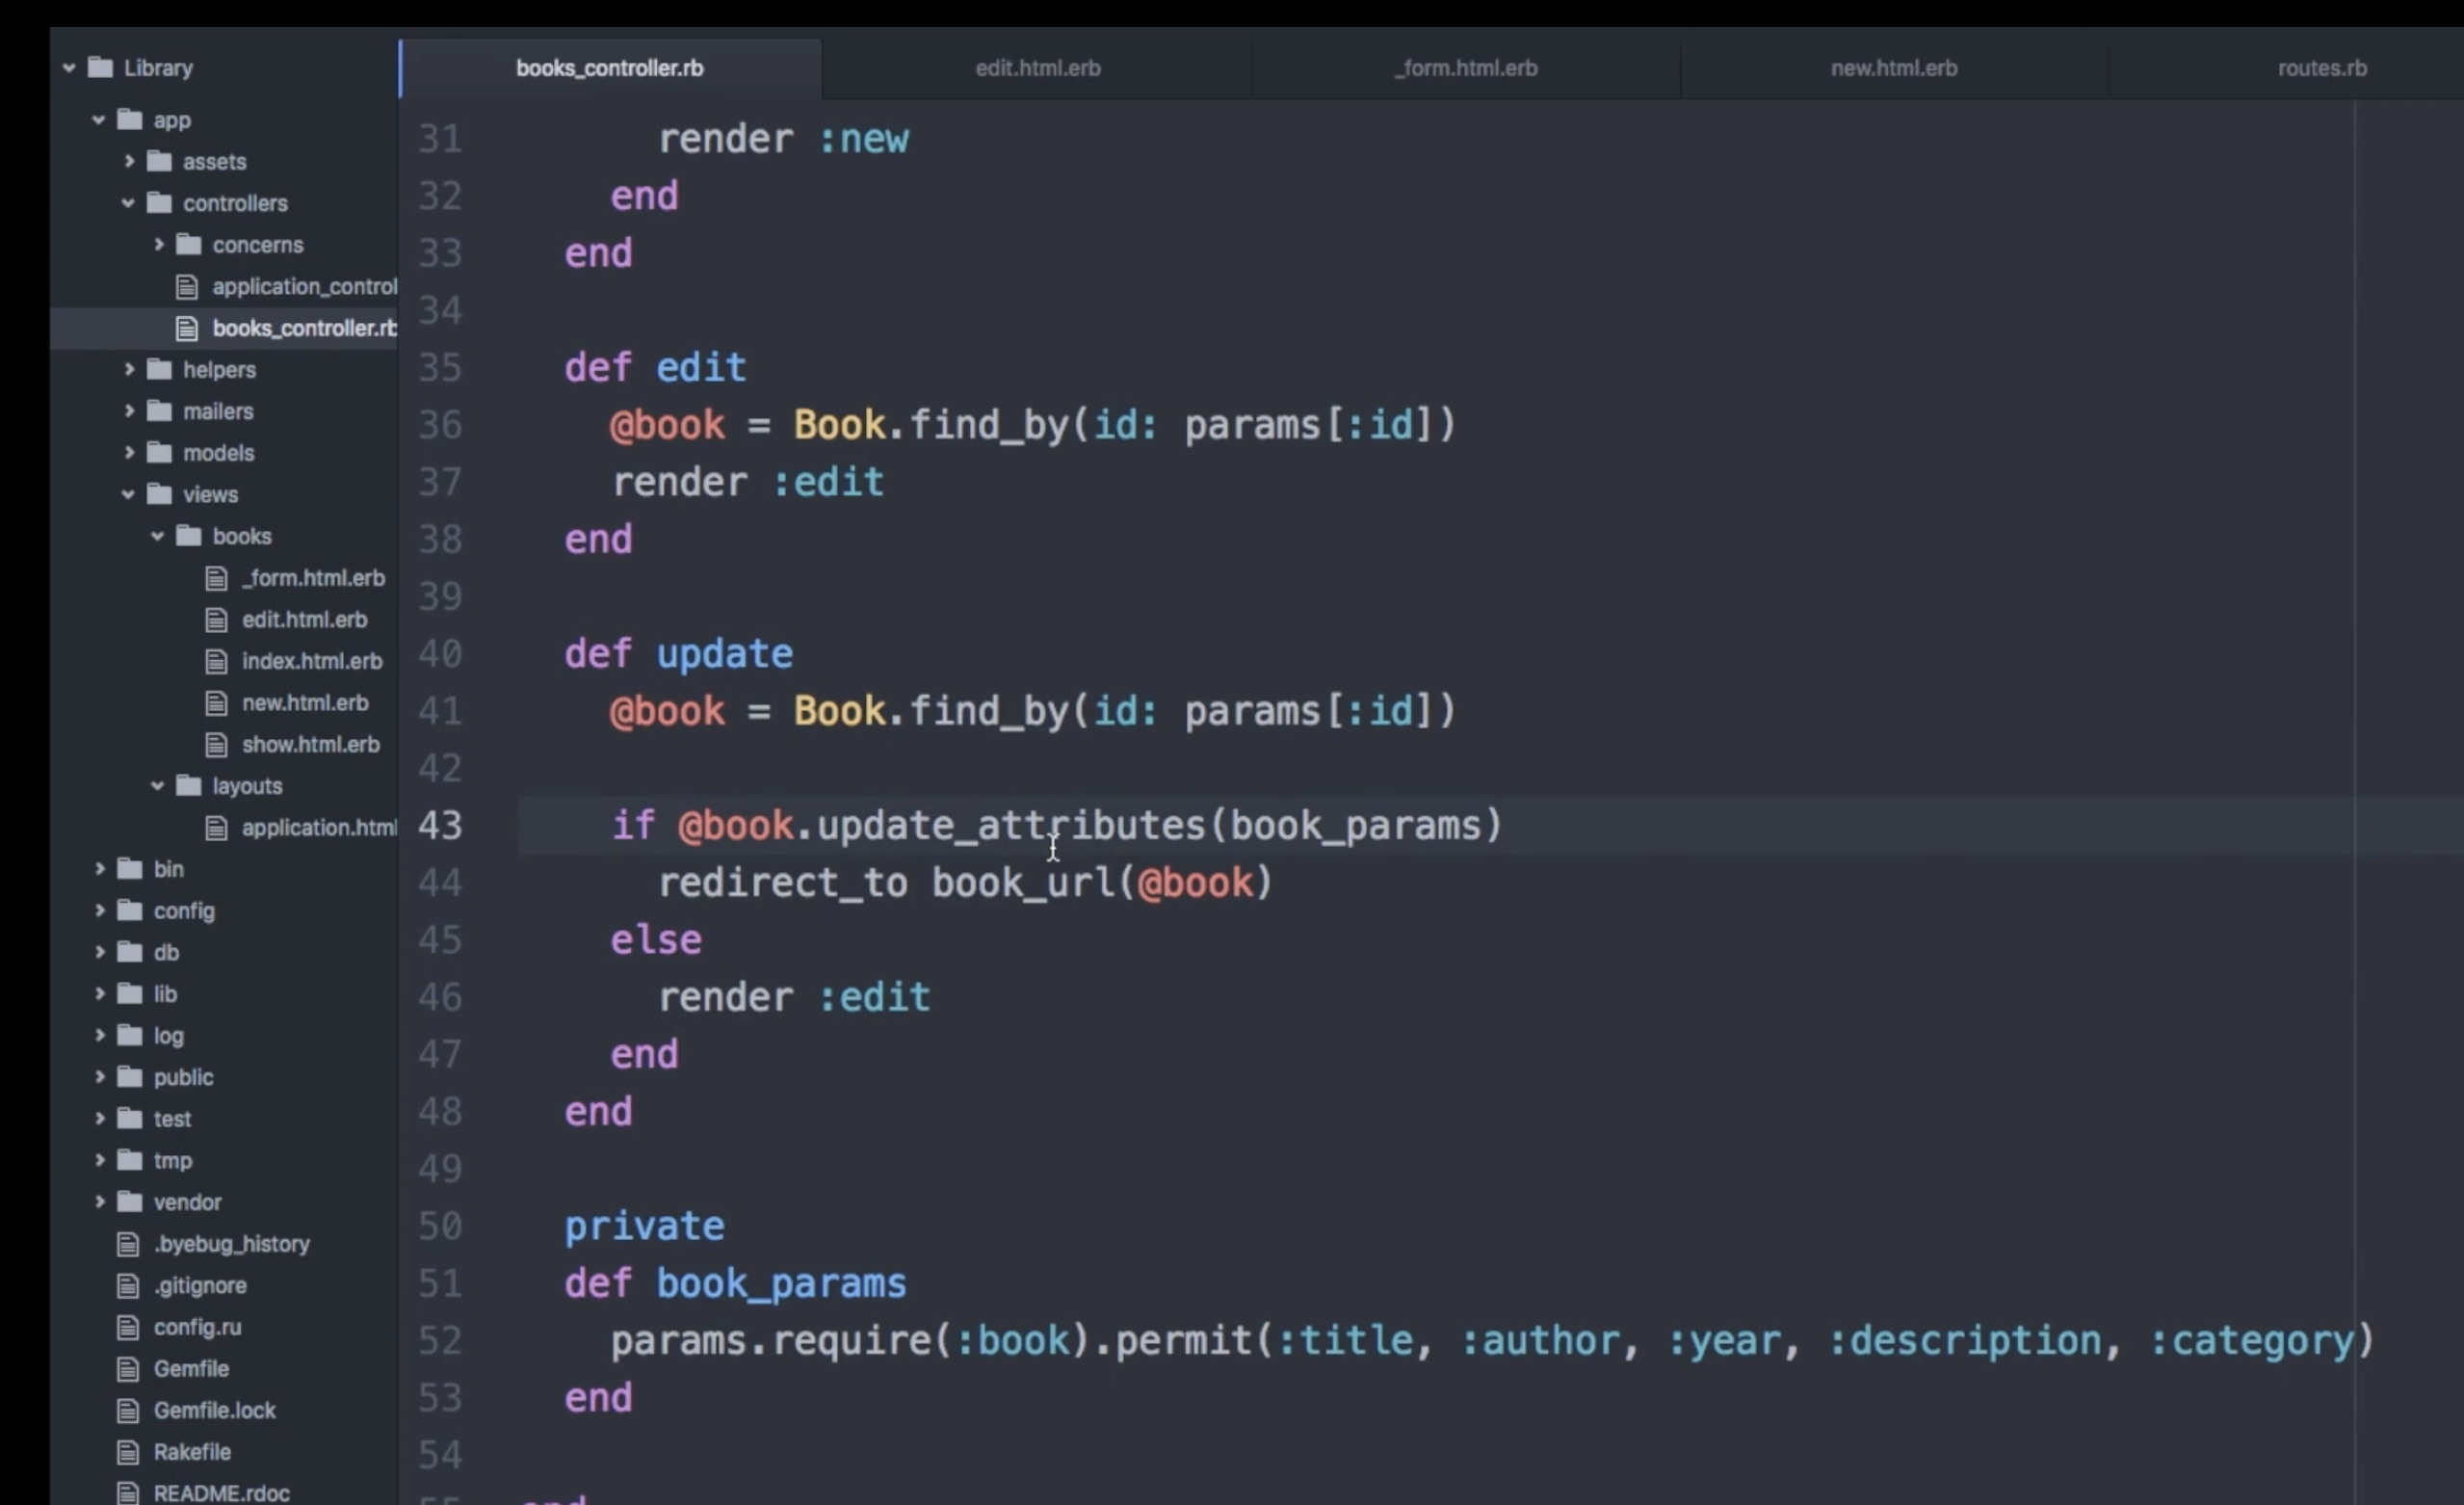 Library
app
assets
controllers
concerns
application_control
books_controller.rb
helpers
mailers
models
views
books
_form.html.erb
edit.html.erb
index.html.erb
new.html.erb
show.html.erb
layouts
application.html
bin
config
db
lib
log
public
test
tmp
vendor
.byebug_history
.gitignore
config.ru
Gemfile
Gemfile.lock
Rakefile
README.rdoc
books_controller.rb edit.html.erb _form.html.erb new.html.erb routes.rb
31 render :new
32 end
33 end
34
35 def edit
36 @book = Book.find_by(id: params[:id])
37 render :edit
38 end
39
40 def update
41 @book = Book.find_by(id: params[:id])
42
43 if @book.update_attributes(book_params)
44 redirect_to book_url(@book)
45 else
46 render :edit
47 end
48 end
49
50 private
51 def book_params
52 params.require(:book).permit(:title, :author, :year, :description, :category)
53 end
54
55 end